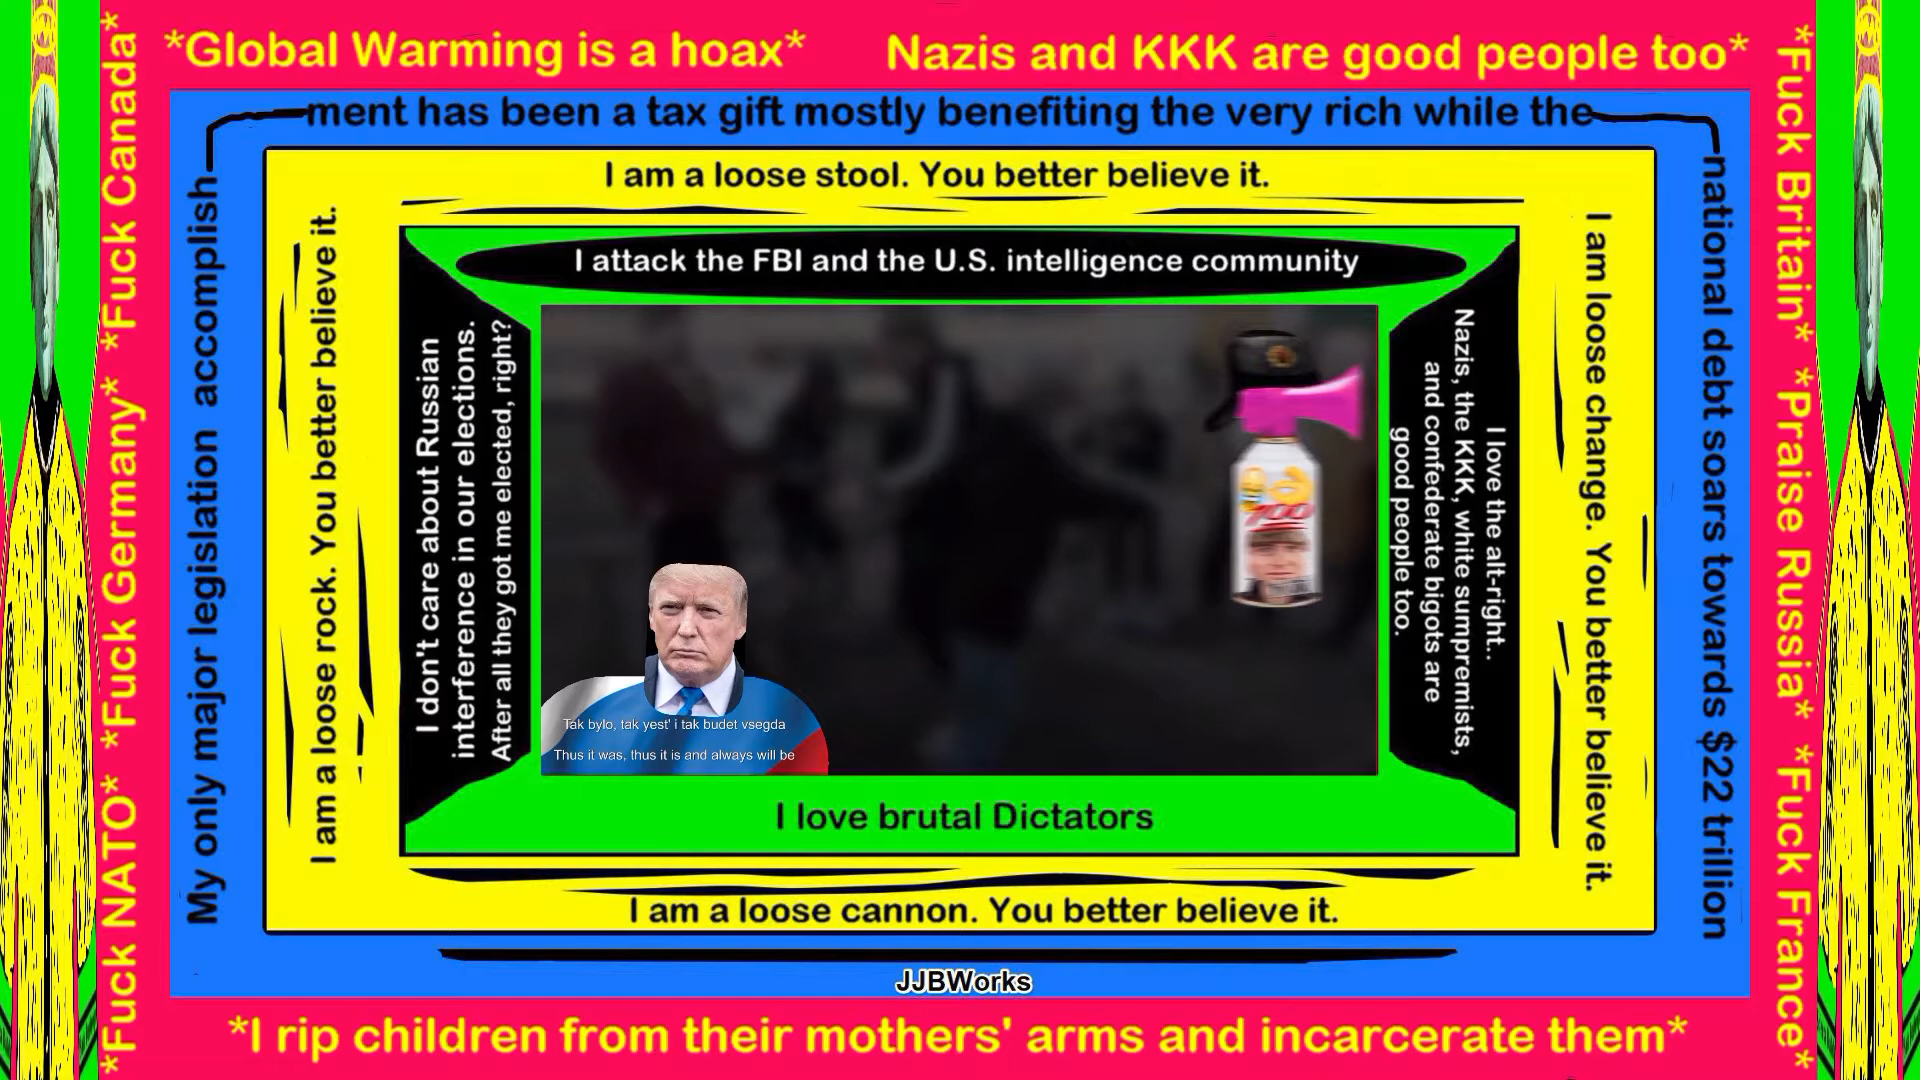 *Global Warming is a hoax*
Nazis and KKK are good people too*
*Fuck NATO* *Fuck Germany* *Fuck Canada*
*Fuck Britain* *Praise Russia* *Fuck France*
*I rip children from their mothers' arms and incarcerate them*
My only major legislation accomplish
ment has been a tax gift mostly benefiting the very rich while the
national debt soars towards $22 trillion
I am a loose stool. You better believe it.
I am a loose rock. You better believe it.
I am loose change. You better believe it.
I am a loose cannon. You better believe it.
I attack the FBI and the U.S. intelligence community
I don't care about Russian
interference in our elections.
After all they got me elected, right?
I love the alt-right..
Nazis, the KKK, white sumpremists,
and confederate bigots are
good people too.
100
Tak bylo, tak yest' i tak budet vsegda
Thus it was, thus it is and always will be
I love brutal Dictators
JJBWorks